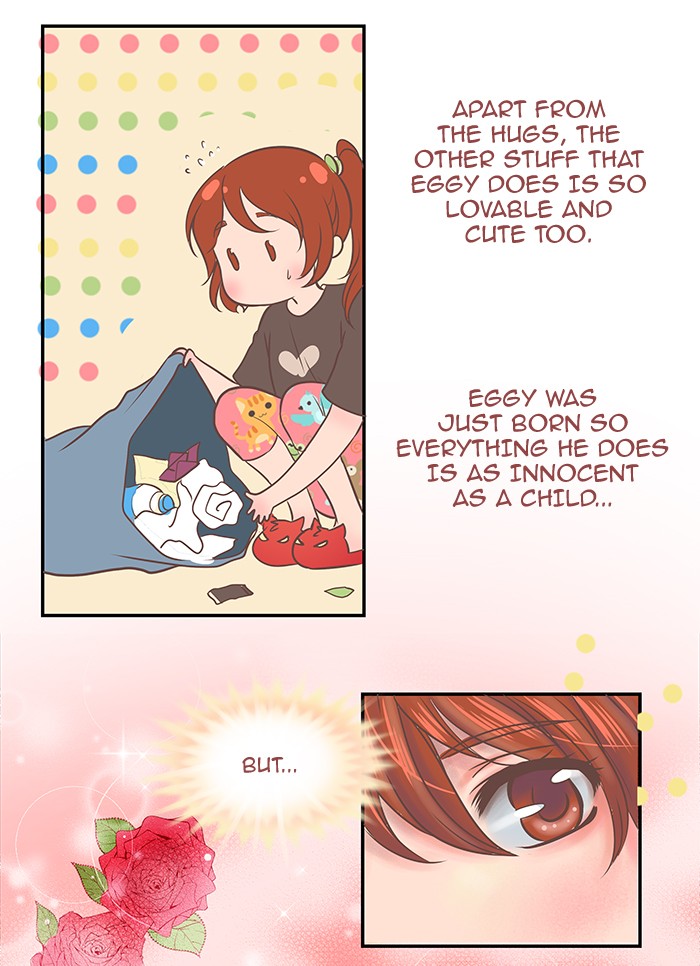 APART FROM
THE HUGS, THE
OTHER STUFF THAT
EGGY DOES IS SO
LOVABLE AND
CUTE TOO.
EGGY WAS
JUST BORN SO
EVERYTHING HE DOES
IS AS INNOCENT
AS A CHILD...
BUT...